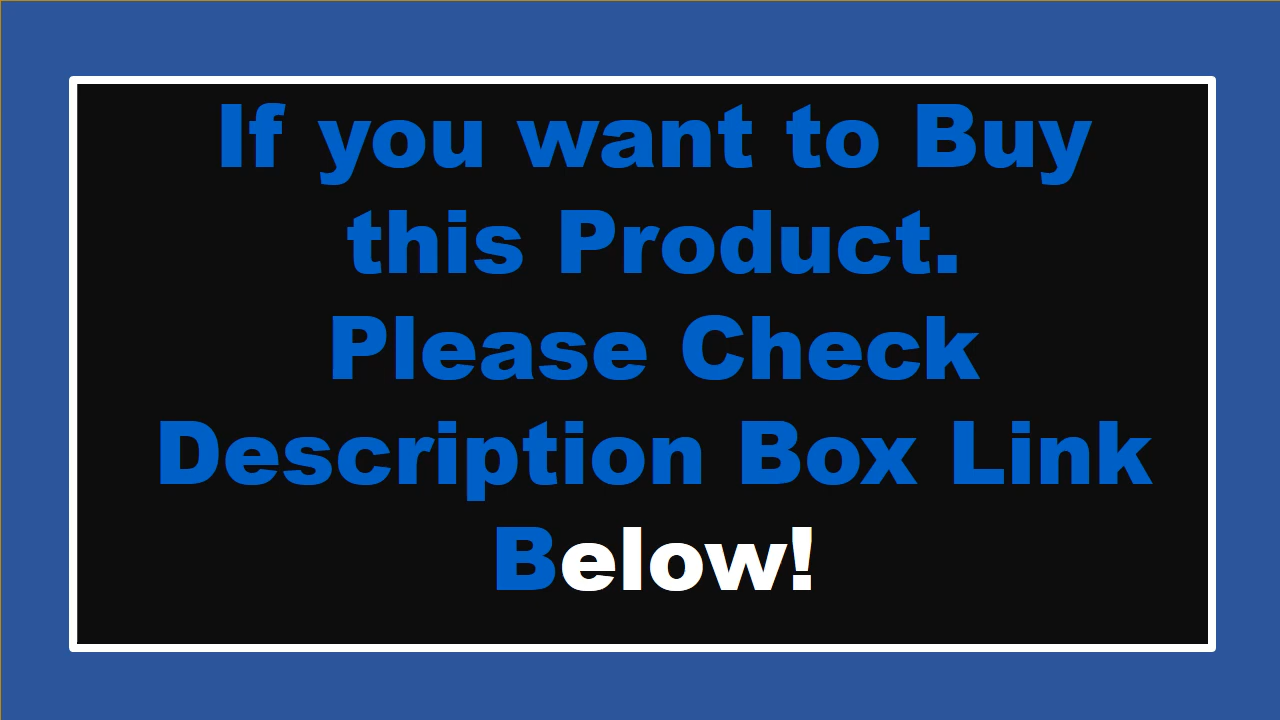 If you want to Buy
this Product.
Please Check
Description Box Link
Below!